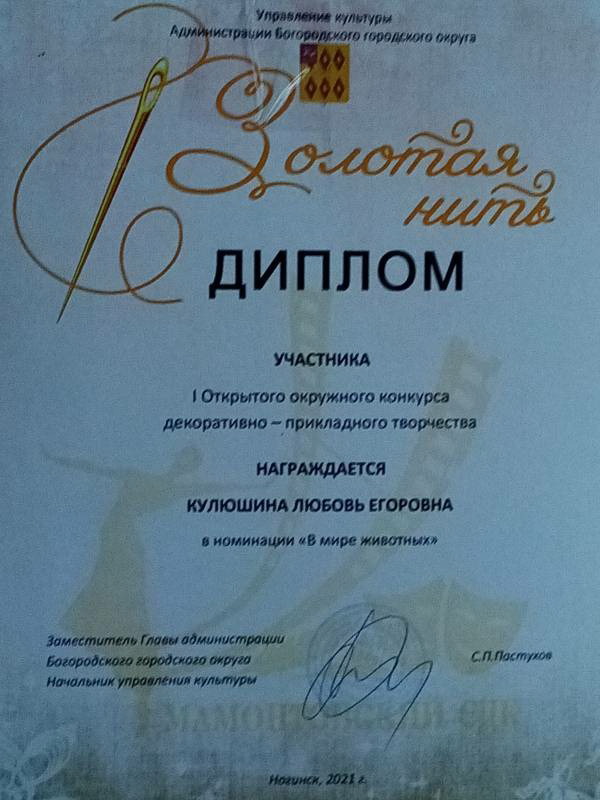 Управление культуры
Администрации Богородского городского округа
Золотая
нить
ДИПЛОМ
УЧАСТНИКА
I Открытого окружного конкурса
декоративно – прикладного творчества
НАГРАЖДАЕТСЯ
КУЛЮШИНА ЛЮБОВЬ ЕГОРОВНА
в номинации «В мире животных»
Заместитель Главы администрации
Богородского городского округа
Начальник управления культуры
С.П.Пастухов
Ногинск, 2021 г.